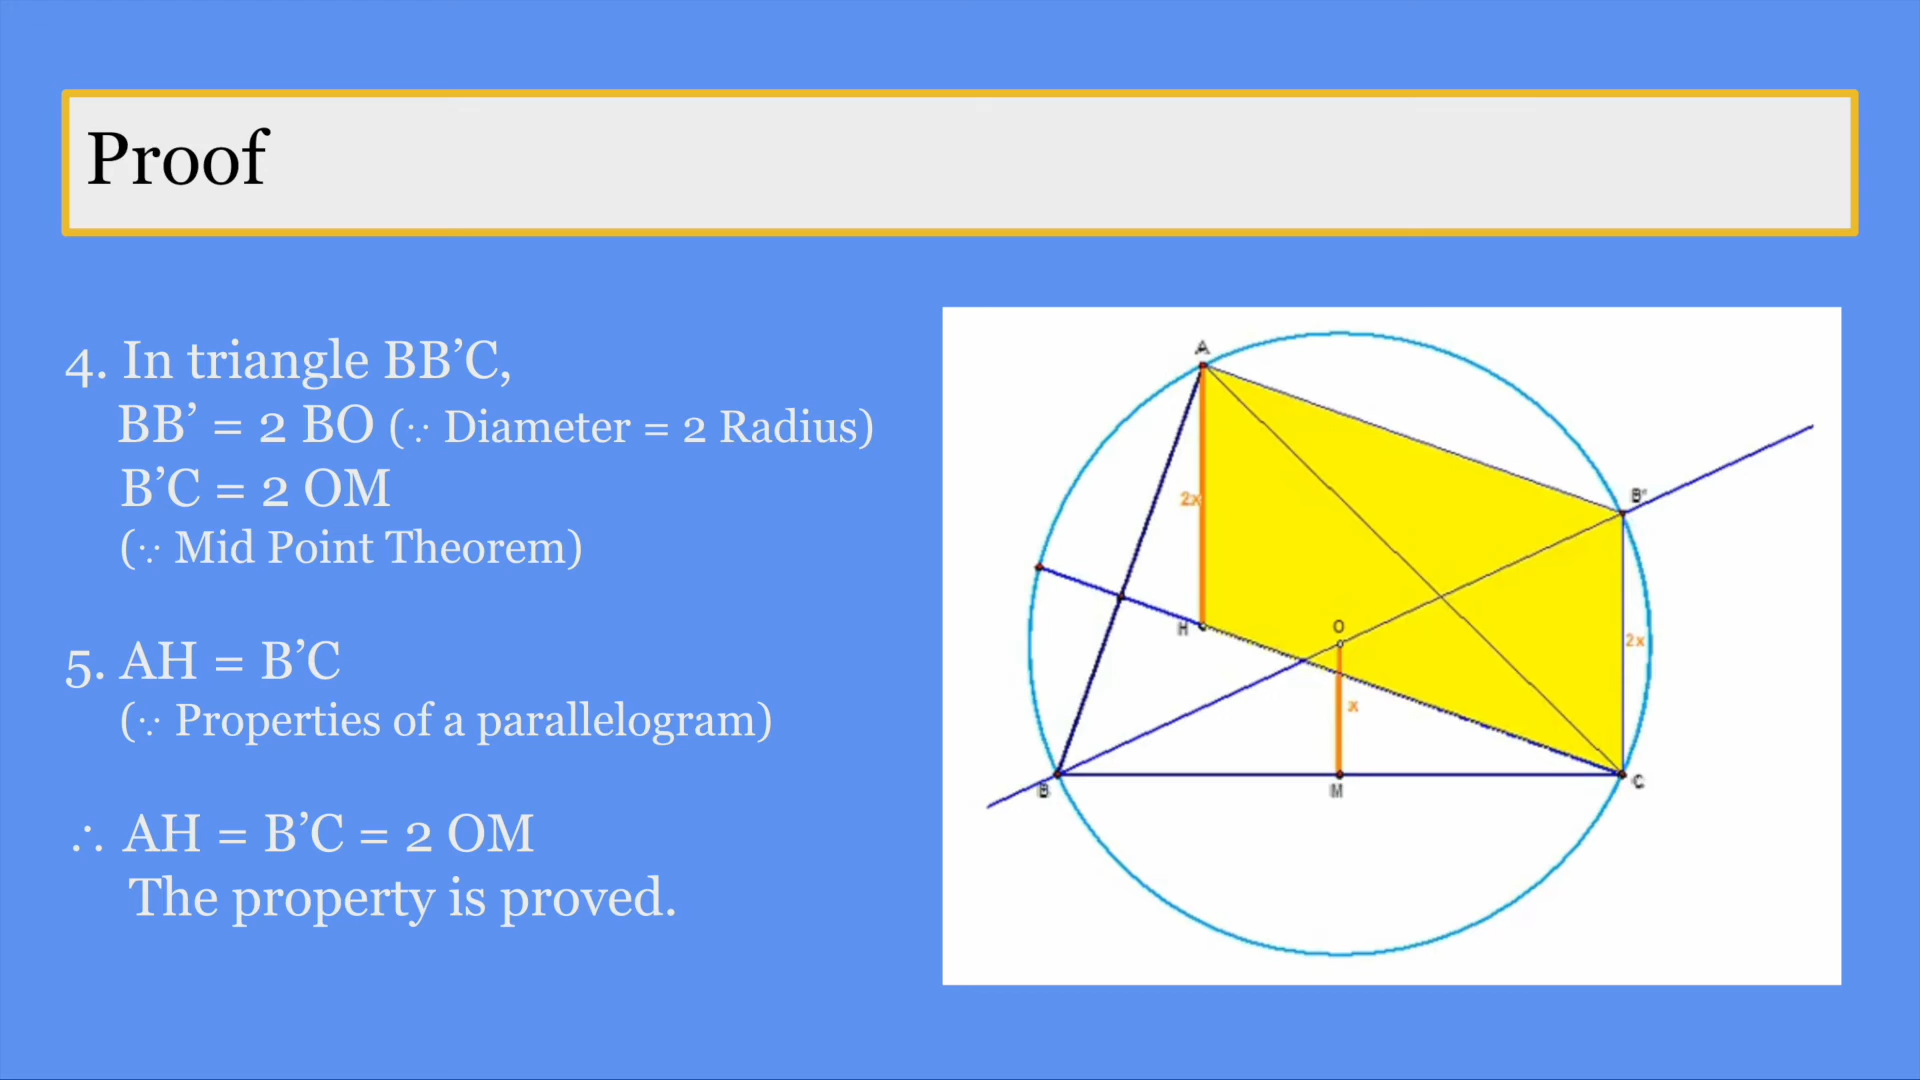 Proof
4. In triangle BB’C,
BB’ = 2 BO (∵ Diameter = 2 Radius)
B’C = 2 OM
(∵ Mid Point Theorem)
5. AH = B’C
(∵ Properties of a parallelogram)
∴ AH = B’C = 2 OM
The property is proved.
A
B'
2x
H
O
2x
x
B
M
C